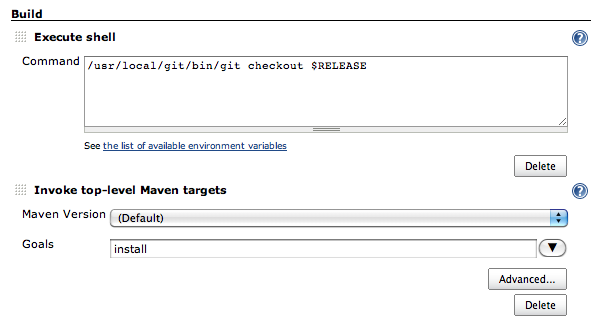 Build
Execute shell
Command
/usr/local/git/bin/git checkout $RELEASE
See the list of available environment variables
Delete
Invoke top-level Maven targets
Maven Version (Default)
Goals install
Advanced...
Delete